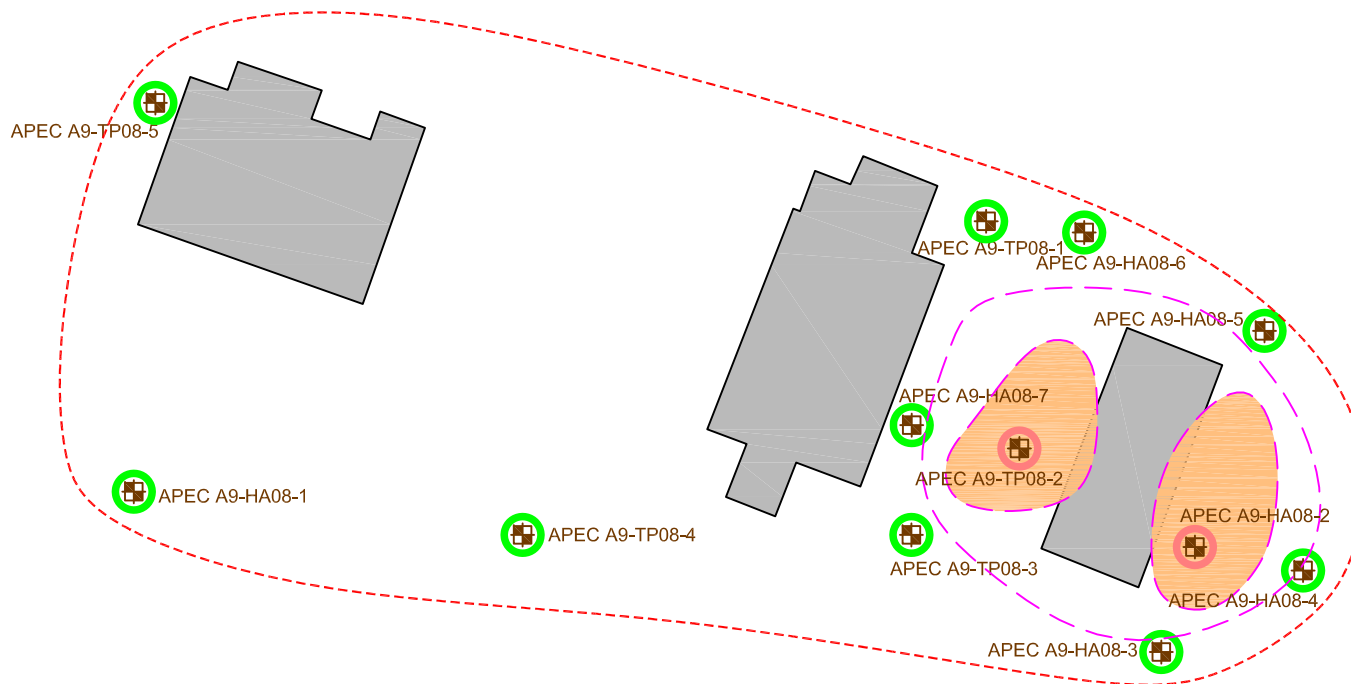 APEC A9-TP08-5
APEC A9-TP08-1
APEC A9-HA08-6
APEC A9-HA08-5
APEC A9-HA08-7
APEC A9-TP08-2
APEC A9-HA08-1
APEC A9-HA08-2
APEC A9-TP08-4
APEC A9-TP08-3
APEC A9-HA08-4
APEC A9-HA08-3